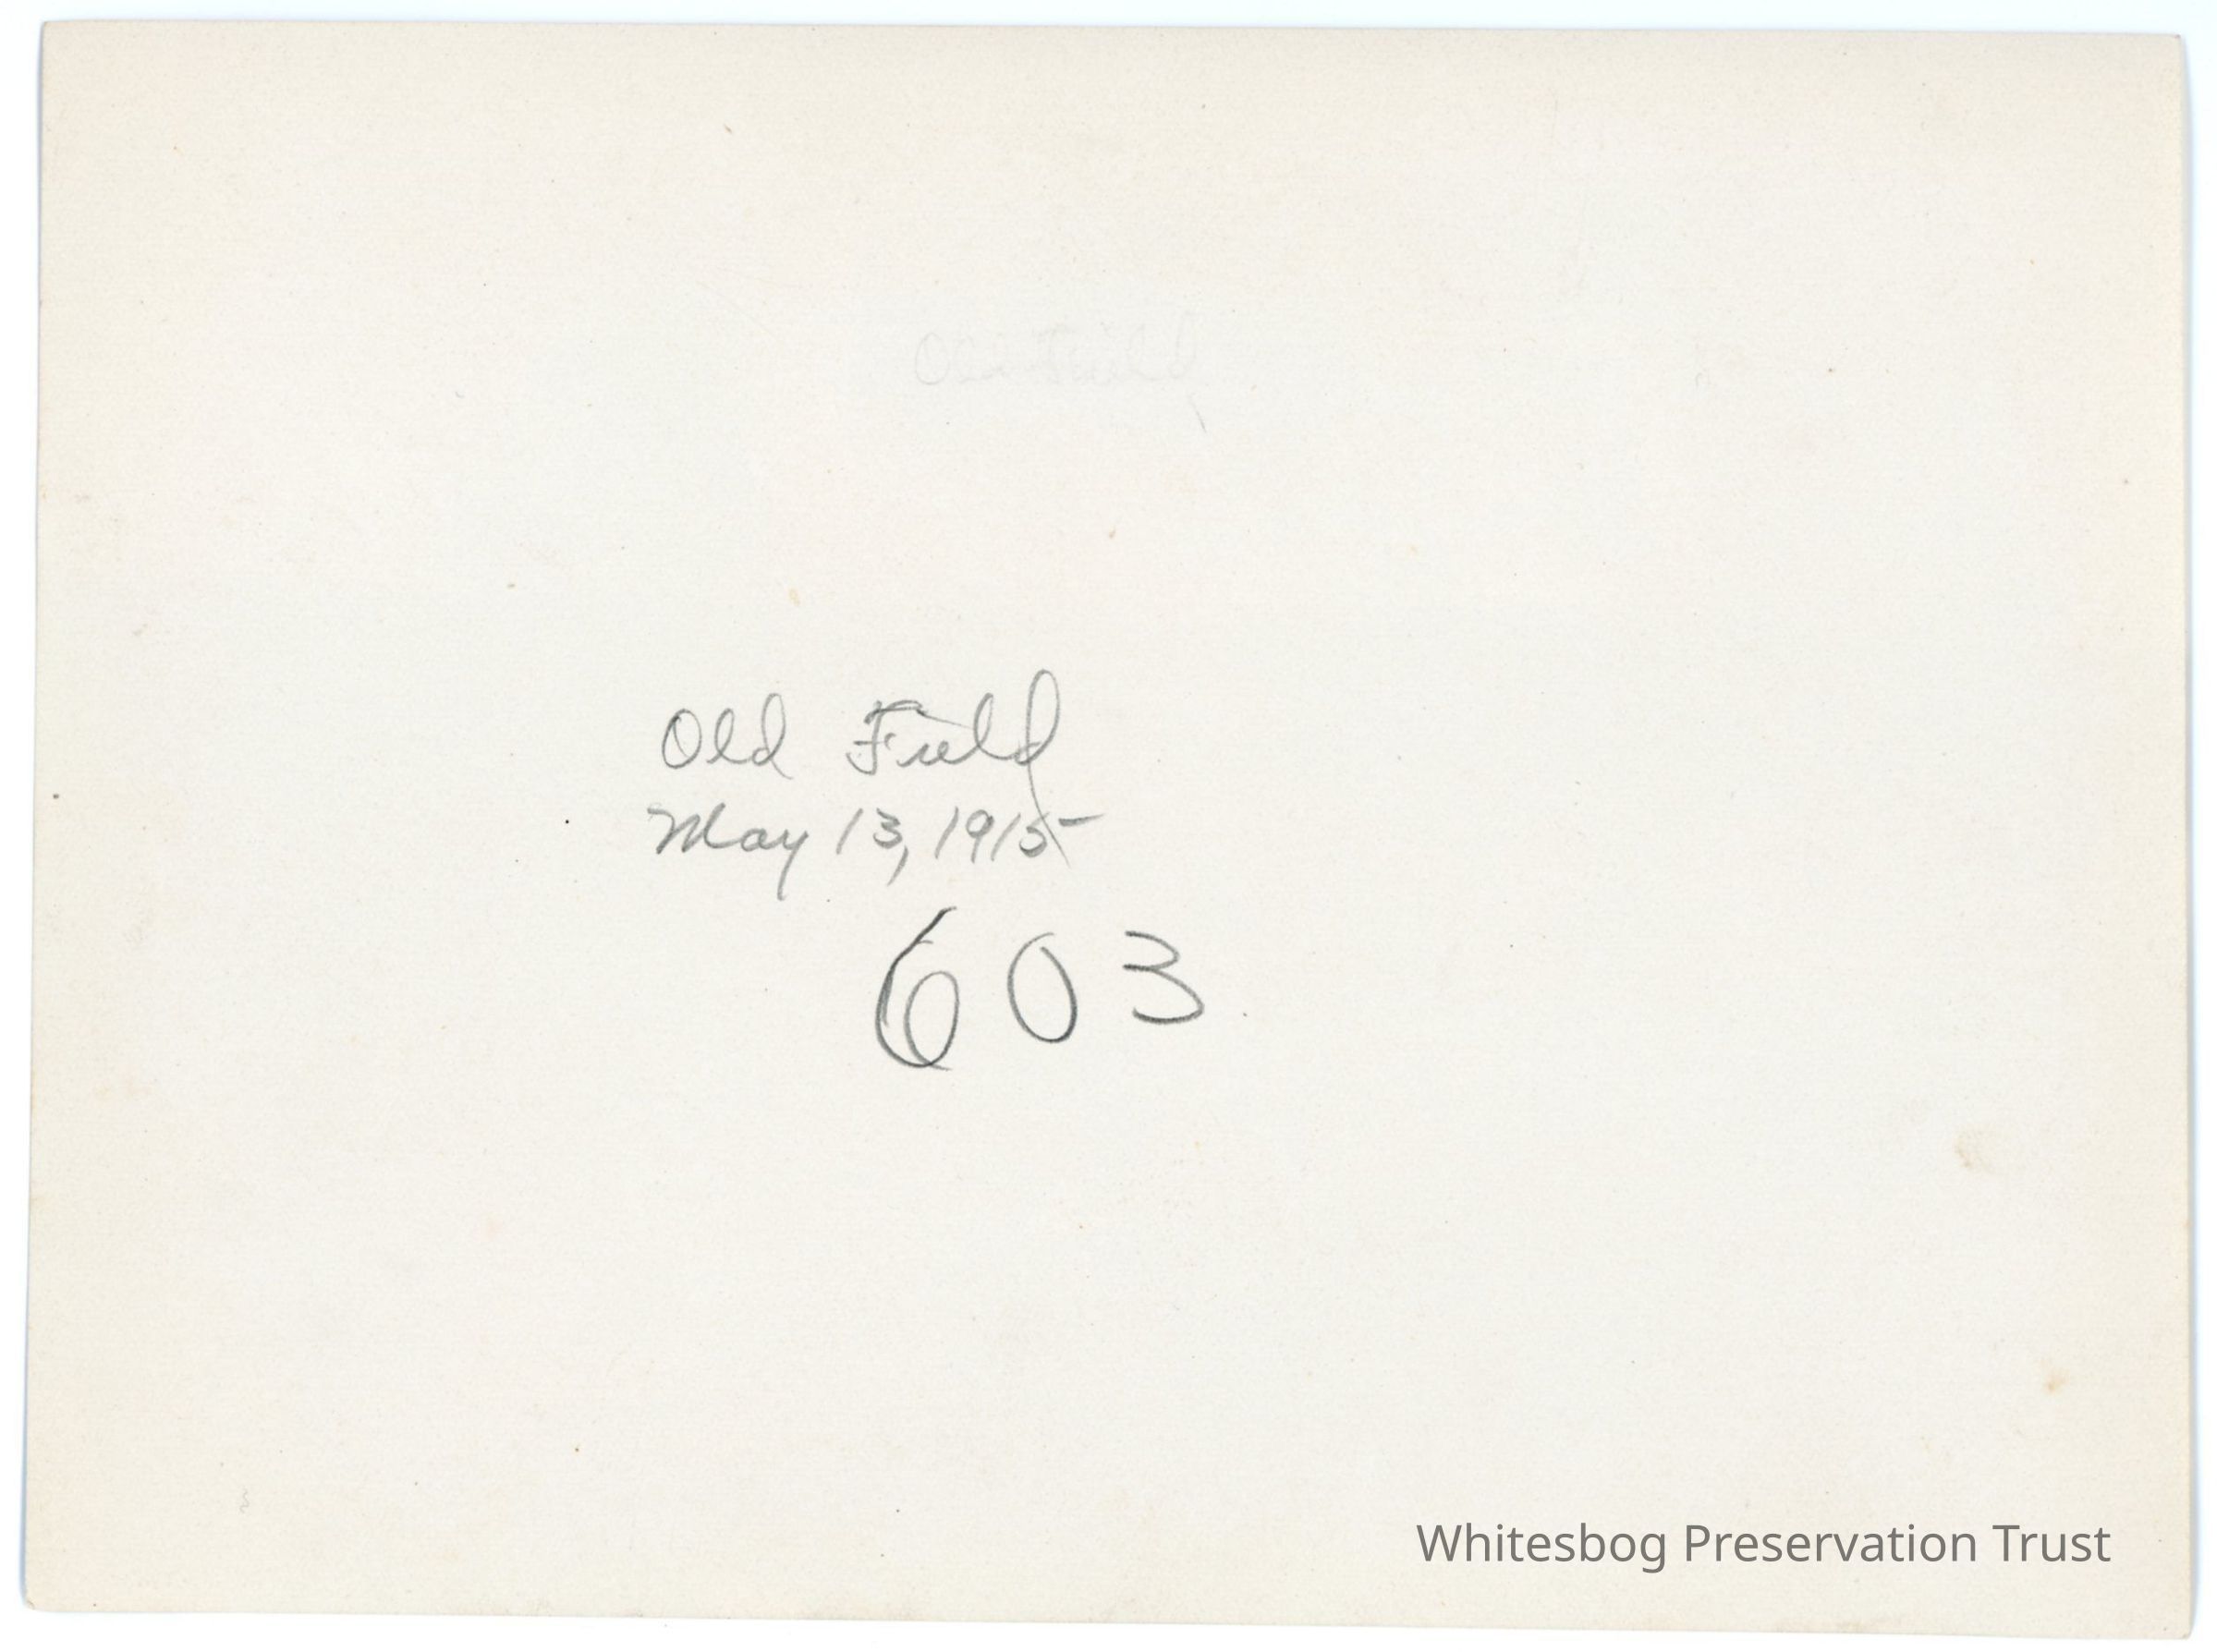 Old Field
Old Field
May 13, 1915
603
Whitesbog Preservation Trust